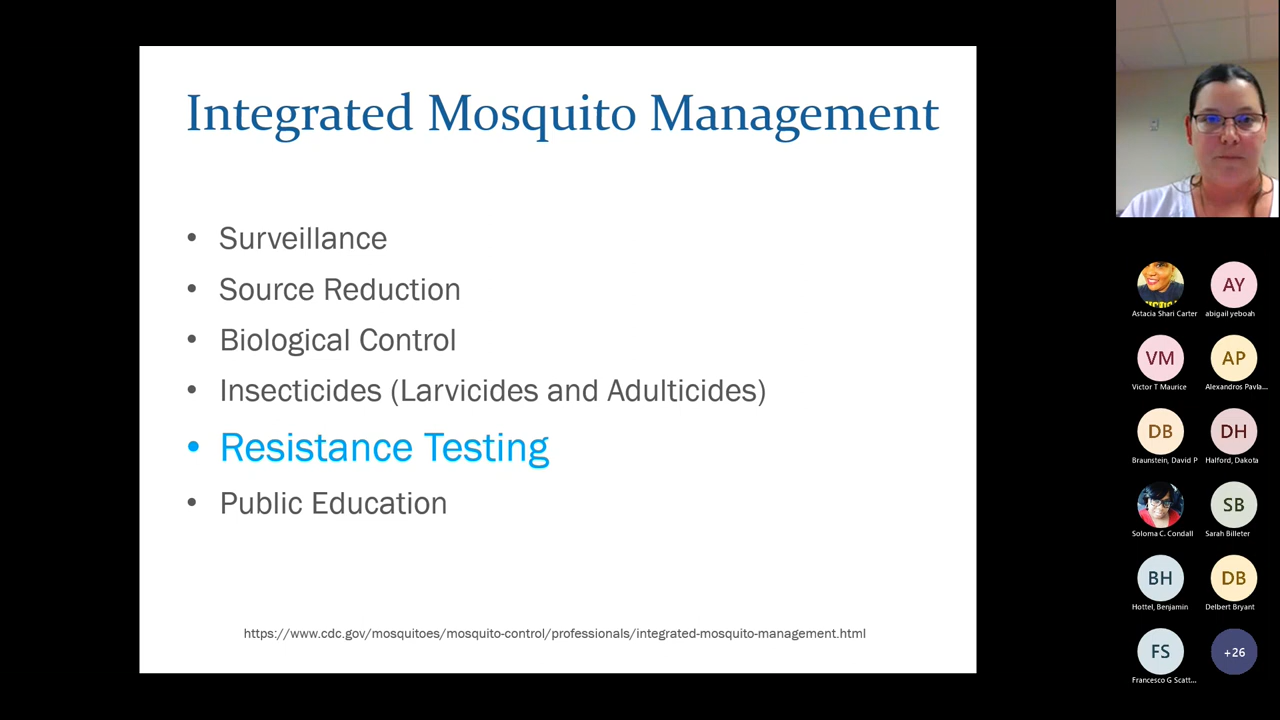 Integrated Mosquito Management
• Surveillance
• Source Reduction
• Biological Control
• Insecticides (Larvicides and Adulticides)
• Resistance Testing
• Public Education
https://www.cdc.gov/mosquitoes/mosquito-control/professionals/integrated-mosquito-management.html
Astacia Shari Carter
AY
abigail yeboah
VM
Victor T Maurice
AP
Alexandros Pavla...
DB
Braunstein, David P
DH
Halford, Dakota
Soloma C. Condall
SB
Sarah Billeter
BH
Hottel, Benjamin
DB
Delbert Bryant
FS
Francesco G Scatt...
+26